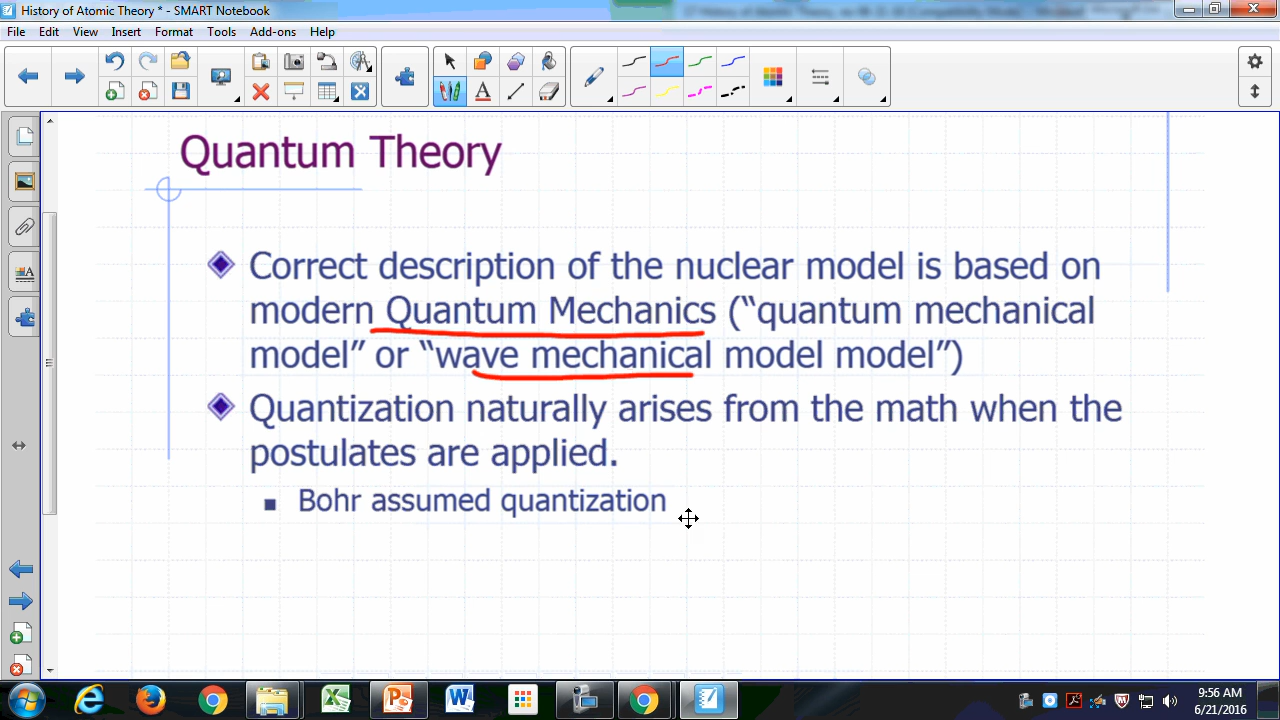 History of Atomic Theory * - SMART Notebook
File Edit View Insert Format Tools Add-ons Help
Quantum Theory
Correct description of the nuclear model is based on
modern Quantum Mechanics (“quantum mechanical
model” or “wave mechanical model model”)
Quantization naturally arises from the math when the
postulates are applied.
Bohr assumed quantization
9:56 AM
6/21/2016